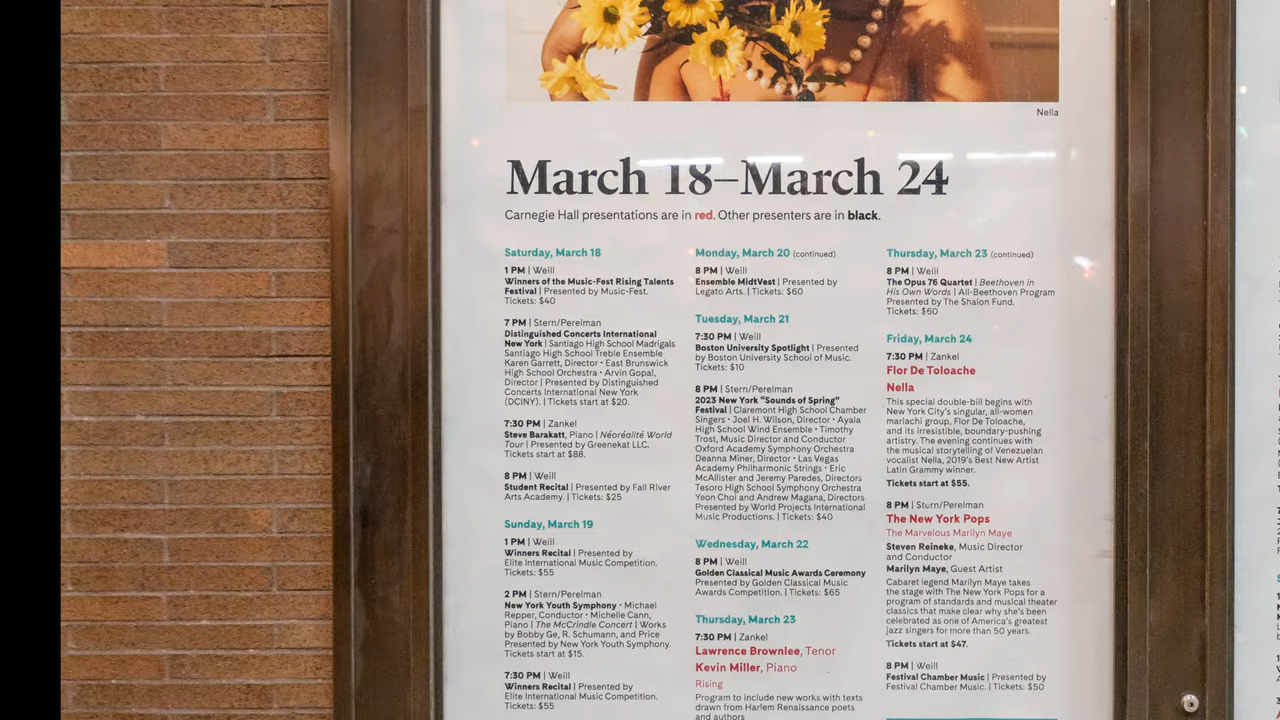 Nella
March 18–March 24
Carnegie Hall presentations are in red. Other presenters are in black.
Saturday, March 18
1 PM | Weill
Winners of the Music-Fest Rising Talents
Festival | Presented by Music-Fest.
Tickets: $40
7 PM | Stern/Perelman
Distinguished Concerts International
New York | Santiago High School Madrigals
Santiago High School Treble Ensemble
Karen Garrett, Director • East Brunswick
High School Orchestra • Arvin Gopal,
Director | Presented by Distinguished
Concerts International New York
(DCINY). | Tickets start at $20.
7:30 PM | Zankel
Steve Barakatt, Piano | Néoréalité World
Tour | Presented by Greenekat LLC.
Tickets start at $88.
8 PM | Weill
Student Recital | Presented by Fall River
Arts Academy. | Tickets: $25
Sunday, March 19
1 PM | Weill
Winners Recital | Presented by
Elite International Music Competition.
Tickets: $55
2 PM | Stern/Perelman
New York Youth Symphony • Michael
Repper, Conductor • Michelle Cann,
Piano | The McCrindle Concert | Works
by Bobby Ge, R. Schumann, and Price
Presented by New York Youth Symphony.
Tickets start at $15.
7:30 PM | Weill
Winners Recital | Presented by
Elite International Music Competition.
Tickets: $55
Monday, March 20 (continued)
8 PM | Weill
Ensemble MidtVest | Presented by
Legato Arts. | Tickets: $60
Tuesday, March 21
7:30 PM | Weill
Boston University Spotlight | Presented
by Boston University School of Music.
Tickets: $10
8 PM | Stern/Perelman
2023 New York “Sounds of Spring”
Festival | Claremont High School Chamber
Singers • Joel H. Wilson, Director • Ayala
High School Wind Ensemble • Timothy
Trost, Music Director and Conductor
Oxford Academy Symphony Orchestra
Deanna Miner, Director • Las Vegas
Academy Philharmonic Strings • Eric
McAllister and Jeremy Paredes, Directors
Tesoro High School Symphony Orchestra
Yeon Choi and Andrew Magana, Directors
Presented by World Projects International
Music Productions. | Tickets: $40
Wednesday, March 22
8 PM | Weill
Golden Classical Music Awards Ceremony
Presented by Golden Classical Music
Awards Competition. | Tickets: $65
Thursday, March 23
7:30 PM | Zankel
Lawrence Brownlee, Tenor
Kevin Miller, Piano
Rising
Program to include new works with texts
drawn from Harlem Renaissance poets
and authors
Thursday, March 23 (continued)
8 PM | Weill
The Opus 76 Quartet | Beethoven in
His Own Words | All-Beethoven Program
Presented by The Shalon Fund.
Tickets: $60
Friday, March 24
7:30 PM | Zankel
Flor De Toloache
Nella
This special double-bill begins with
New York City’s singular, all-women
mariachi group, Flor De Toloache,
and its irresistible, boundary-pushing
artistry. The evening continues with
the musical storytelling of Venezuelan
vocalist Nella, 2019’s Best New Artist
Latin Grammy winner.
Tickets start at $55.
8 PM | Stern/Perelman
The New York Pops
The Marvelous Marilyn Maye
Steven Reineke, Music Director
and Conductor
Marilyn Maye, Guest Artist
Cabaret legend Marilyn Maye takes
the stage with The New York Pops for a
program of standards and musical theater
classics that make clear why she’s been
celebrated as one of America’s greatest
jazz singers for more than 50 years.
Tickets start at $47.
8 PM | Weill
Festival Chamber Music | Presented by
Festival Chamber Music. | Tickets: $50